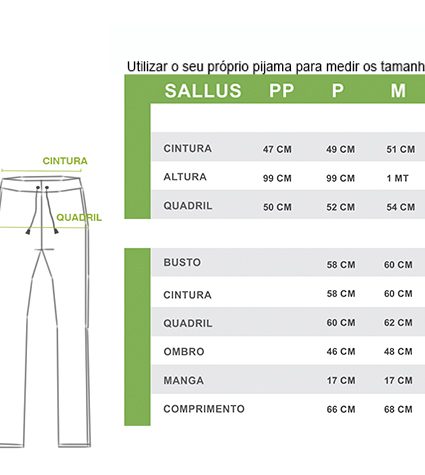 Utilizar o seu próprio pijama para medir os tamanh
SALLUS PP P M
CINTURA
CINTURA 47 CM 49 CM 51 CM
ALTURA 99 CM 99 CM 1 MT
QUADRIL 50 CM 52 CM 54 CM
QUADRIL
BUSTO 58 CM 60 CM
CINTURA 58 CM 60 CM
QUADRIL 60 CM 62 CM
OMBRO 46 CM 48 CM
MANGA 17 CM 17 CM
COMPRIMENTO 66 CM 68 CM